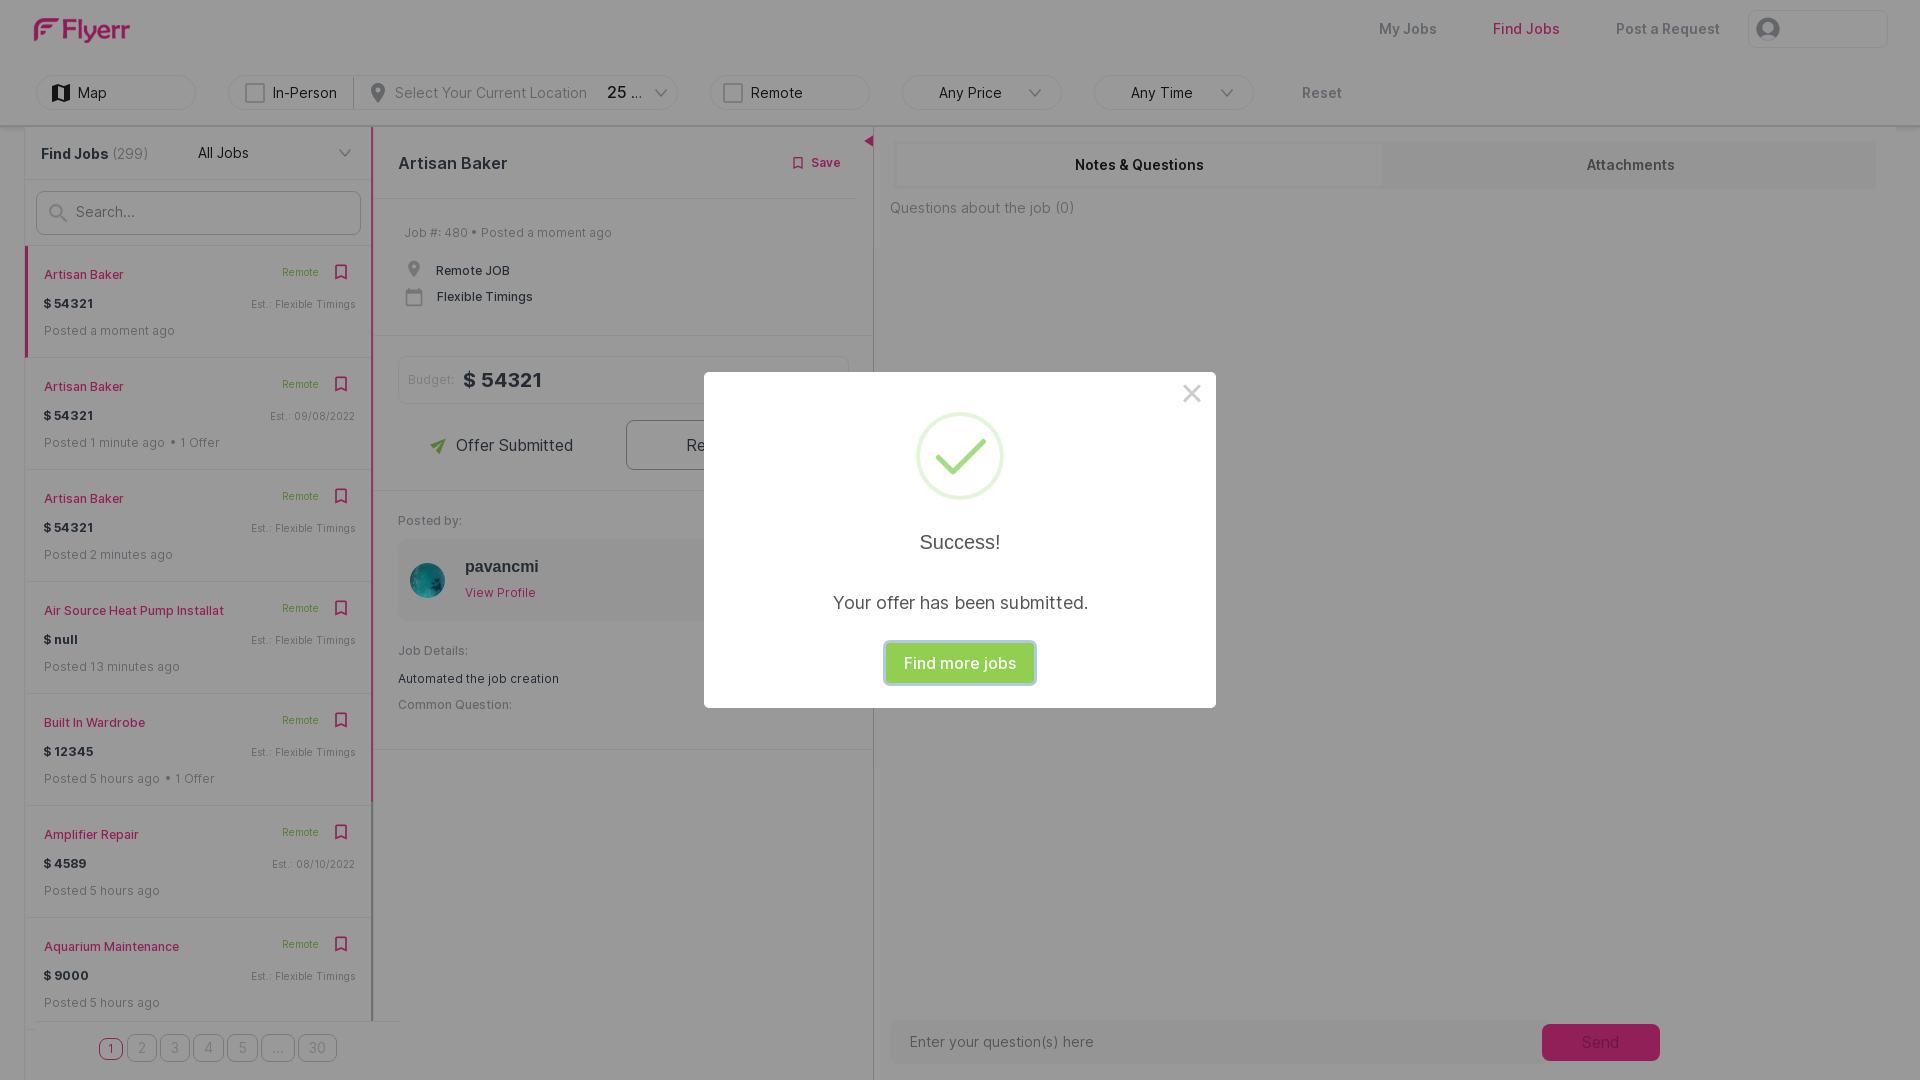 Flyerr
My Jobs
Find Jobs
Post a Request
Map
In-Person
Select Your Current Location
25 ...
Remote
Any Price
Any Time
Reset
Find Jobs (299)
All Jobs
Search...
Artisan Baker
Remote
$ 54321
Est.: Flexible Timings
Posted a moment ago
Artisan Baker
Remote
$ 54321
Est.: 09/08/2022
Posted 1 minute ago • 1 Offer
Artisan Baker
Remote
$ 54321
Est.: Flexible Timings
Posted 2 minutes ago
Air Source Heat Pump Installat
Remote
$ null
Est.: Flexible Timings
Posted 13 minutes ago
Built In Wardrobe
Remote
$ 12345
Est.: Flexible Timings
Posted 5 hours ago • 1 Offer
Amplifier Repair
Remote
$ 4589
Est.: 08/10/2022
Posted 5 hours ago
Aquarium Maintenance
Remote
$ 9000
Est.: Flexible Timings
Posted 5 hours ago
1 2 3 4 5 ... 30
Artisan Baker
Save
Job #: 480 • Posted a moment ago
Remote JOB
Flexible Timings
Budget: $ 54321
Offer Submitted
Re
Posted by:
pavancmi
View Profile
Job Details:
Automated the job creation
Common Question:
Notes & Questions
Attachments
Questions about the job (0)
Enter your question(s) here
Send
×
Success!
Your offer has been submitted.
Find more jobs